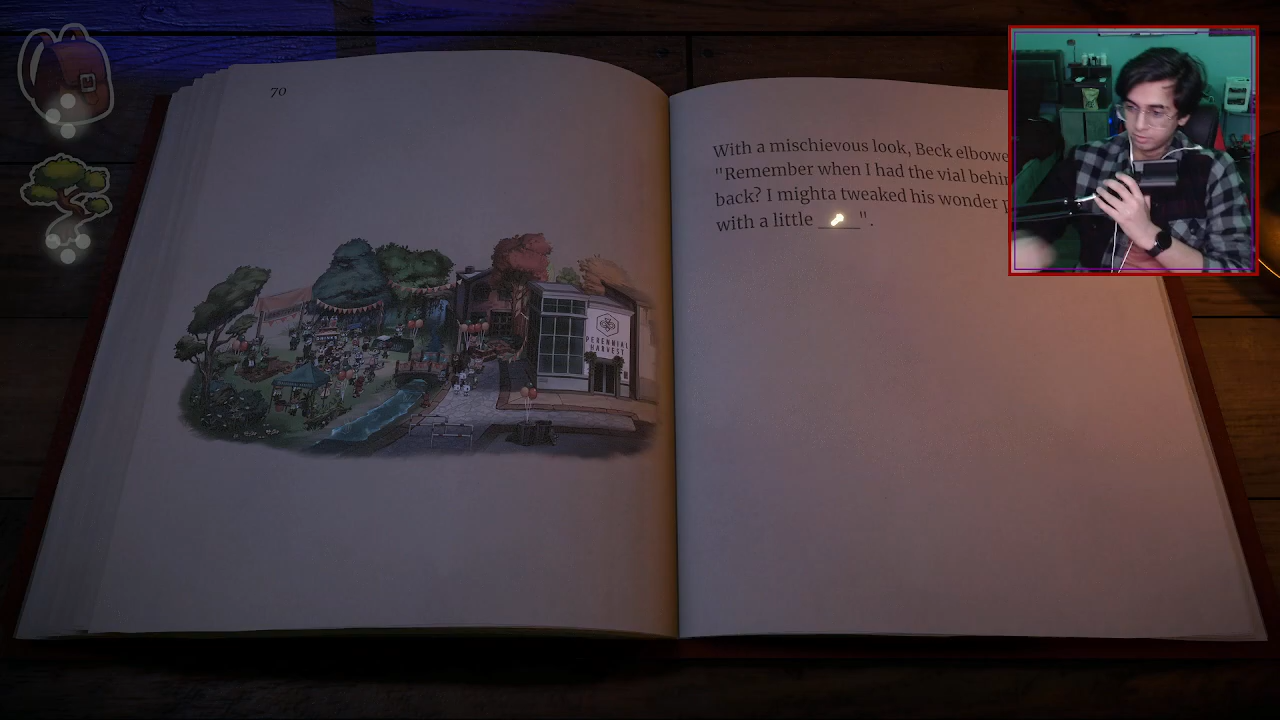 70
With a mischievous look, Beck elbowe
"Remember when I had the vial behin
back? I mighta tweaked his wonder p
with a little ____".
PERENNIAL
HARVEST